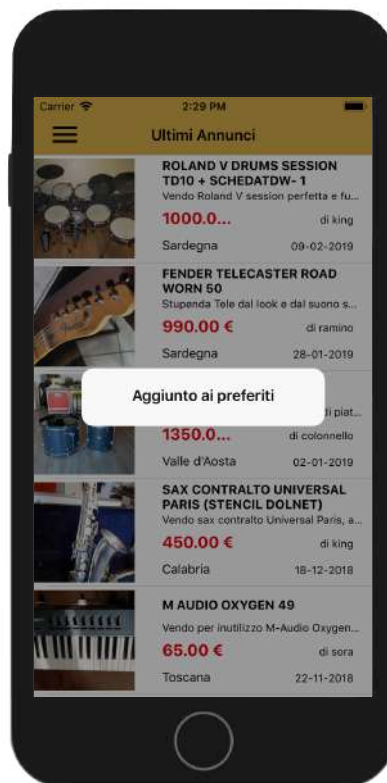 Carrier 2:29 PM
Ultimi Annunci
ROLAND V DRUMS SESSION
TD10 + SCHEDATDW- 1
Vendo Roland V session perfetta e fu...
1000.0... di king
Sardegna 09-02-2019
FENDER TELECASTER ROAD
WORN 50
Stupenda Tele dal look e dal suono s...
990.00 € di ramino
Sardegna 28-01-2019
Aggiunto ai preferiti
ti piat...
1350.0... di colonnello
Valle d'Aosta 02-01-2019
SAX CONTRALTO UNIVERSAL
PARIS (STENCIL DOLNET)
Vendo sax contralto Universal Paris, a...
450.00 € di king
Calabria 18-12-2018
M AUDIO OXYGEN 49
Vendo per inutilizzo M-Audio Oxygen...
65.00 € di sora
Toscana 22-11-2018